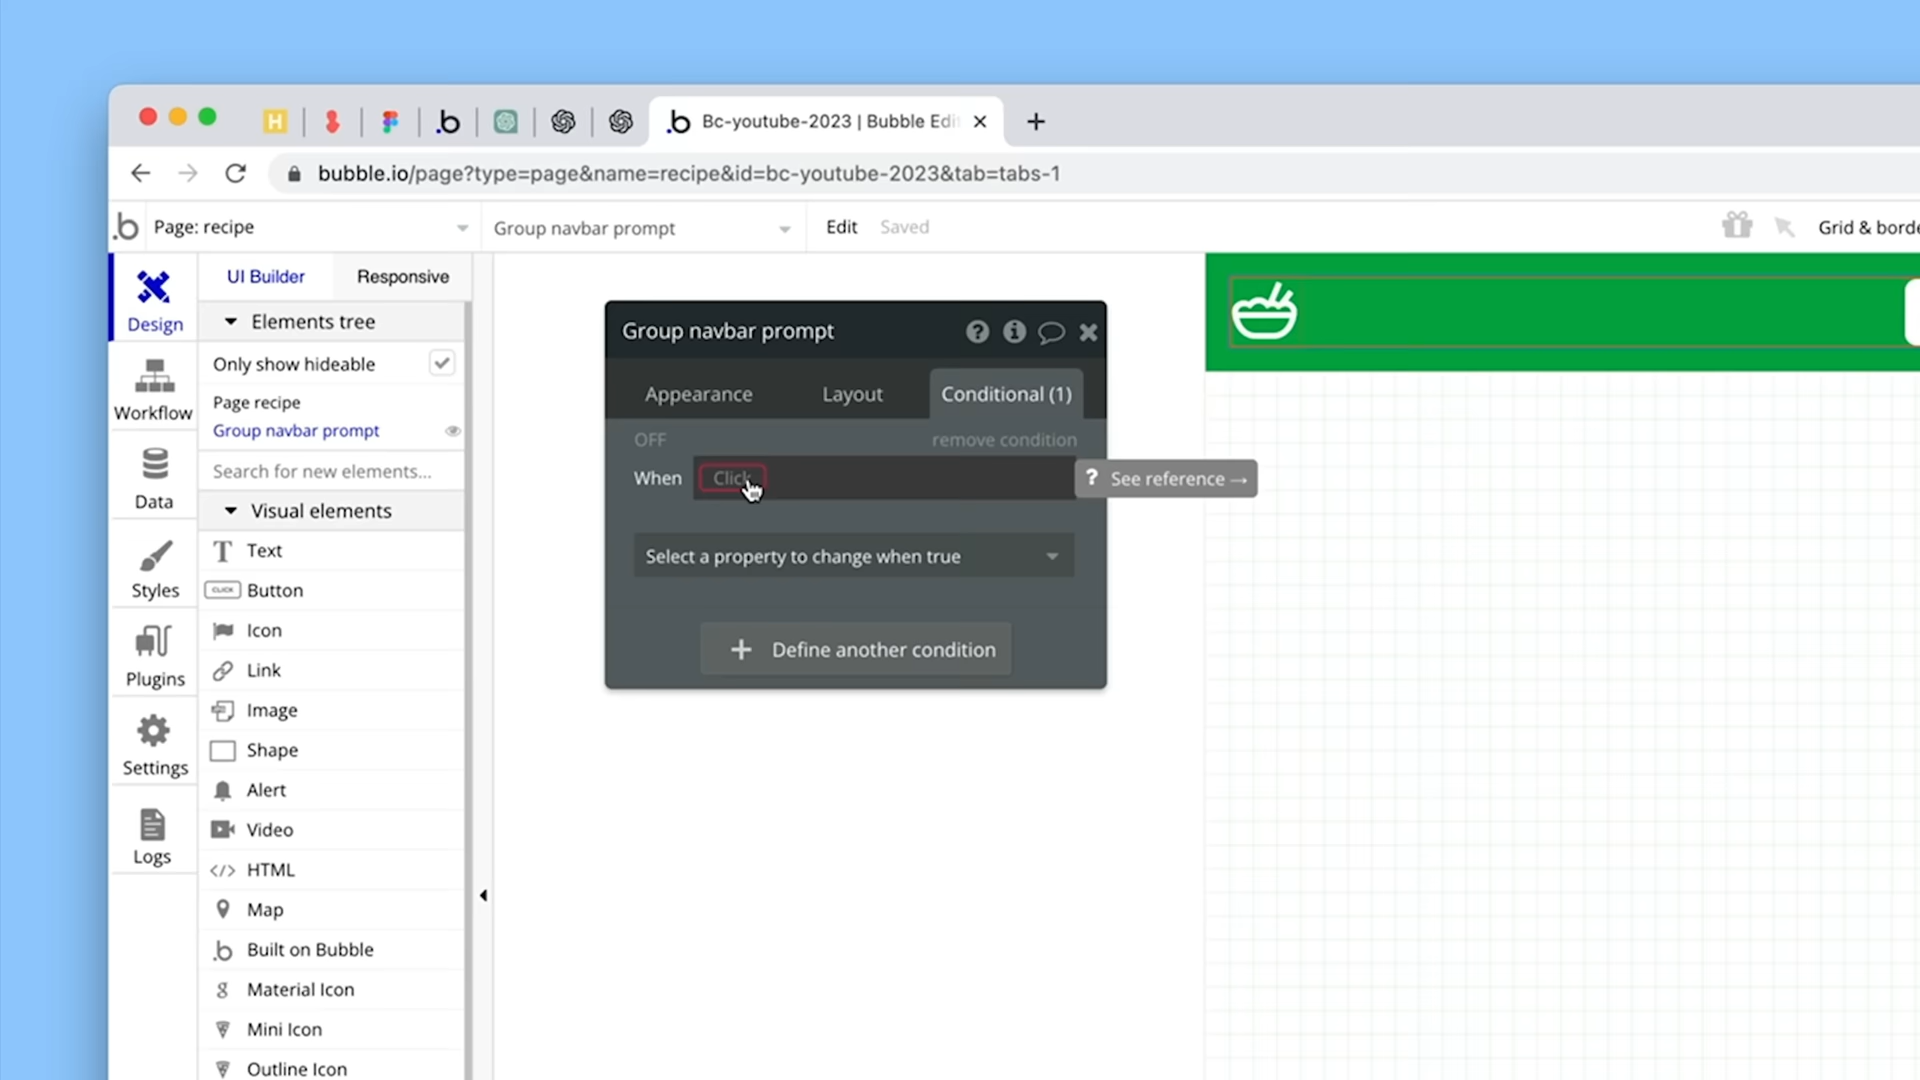 H
Bc-youtube-2023 | Bubble Edi
bubble.io/page?type=page&name=recipe&id=bc-youtube-2023&tab=tabs-1
Page: recipe
Group navbar prompt
Edit
Saved
Grid & borde
Design
Workflow
Data
Styles
Plugins
Settings
Logs
UI Builder
Responsive
Elements tree
Only show hideable
Page recipe
Group navbar prompt
Search for new elements...
Visual elements
Text
CLICK Button
Icon
Link
Image
Shape
Alert
Video
</> HTML
Map
Built on Bubble
Material Icon
Mini Icon
Outline Icon
Group navbar prompt
Appearance
Layout
Conditional (1)
OFF
remove condition
When
Click
? See reference →
Select a property to change when true
+ Define another condition